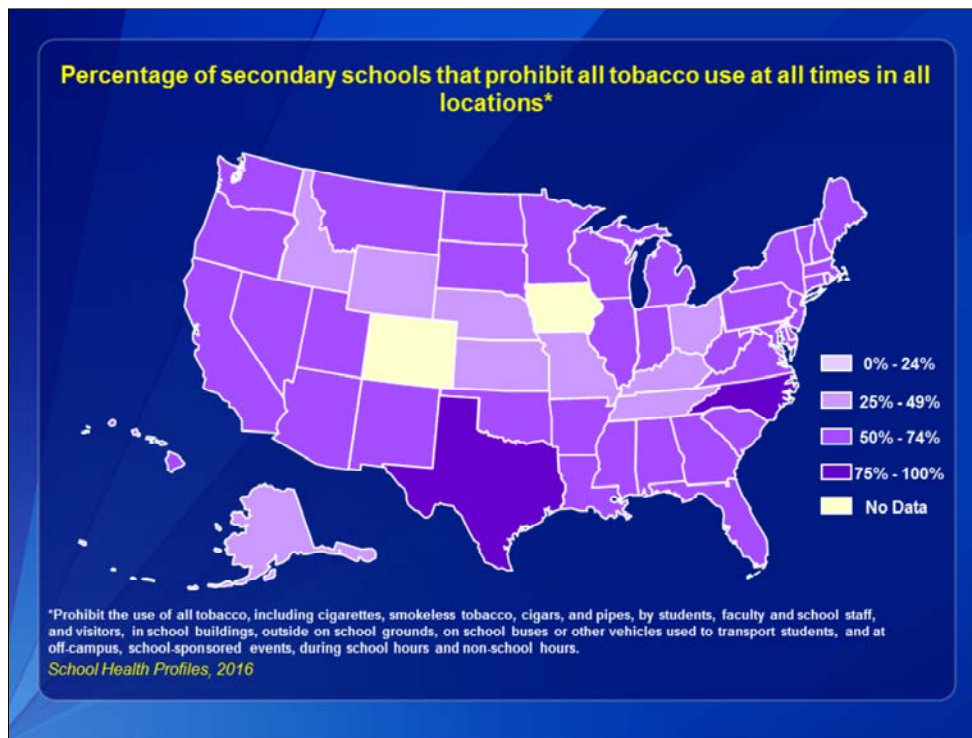 Percentage of secondary schools that prohibit all tobacco use at all times in all
locations*
0% - 24%
25% - 49%
50% - 74%
75% - 100%
No Data
*Prohibit the use of all tobacco, including cigarettes, smokeless tobacco, cigars, and pipes, by students, faculty and school staff,
and visitors, in school buildings, outside on school grounds, on school buses or other vehicles used to transport students, and at
off-campus, school-sponsored events, during school hours and non-school hours.
School Health Profiles, 2016